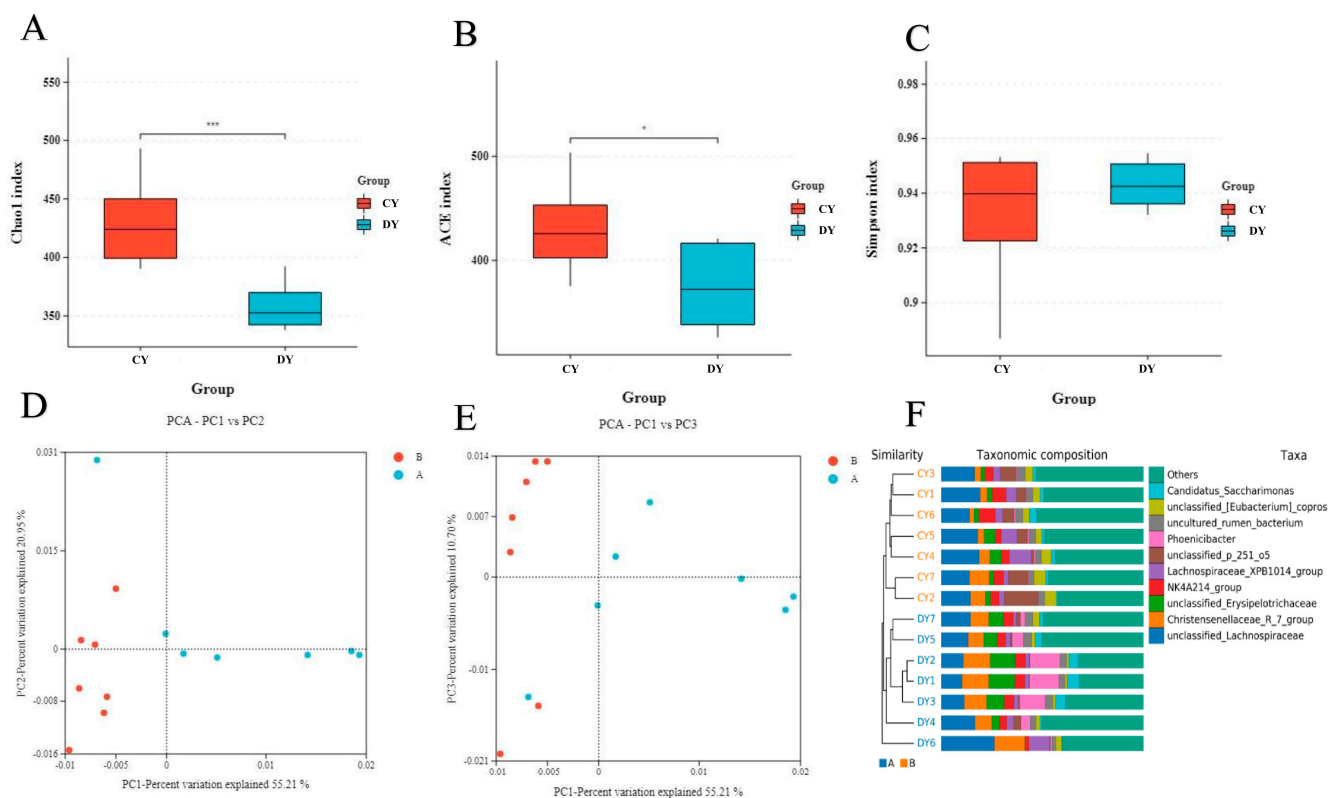 A
550
500
450
400
350
Chao1 index
***
CY
DY
Group
Group
CY
DY
B
500
400
ACE index
*
CY
DY
Group
Group
CY
DY
C
0.98
0.96
0.94
0.92
0.9
Simpson index
CY
DY
Group
Group
CY
DY
D
PCA - PC1 vs PC2
B
A
0.031
0.015
0
-0.008
-0.016
PC2-Percent variation explained 20.95 %
-0.01
-0.005
0
0.01
0.02
PC1-Percent variation explained 55.21 %
E
PCA - PC1 vs PC3
B
A
0.014
0.007
0
-0.01
-0.021
PC3-Percent variation explained 10.70 %
-0.01
-0.005
0
0.01
0.02
PC1-Percent variation explained 55.21 %
F
Similarity
Taxonomic composition
Taxa
CY3
CY1
CY6
CY5
CY4
CY7
CY2
DY7
DY5
DY2
DY1
DY3
DY4
DY6
A
B
Others
Candidatus_Saccharimonas
unclassified_[Eubacterium]_copros
uncultured_rumen_bacterium
Phoenicibacter
unclassified_p_251_o5
Lachnospiraceae_XPB1014_group
NK4A214_group
unclassified_Erysipelotrichaceae
Christensenellaceae_R_7_group
unclassified_Lachnospiraceae